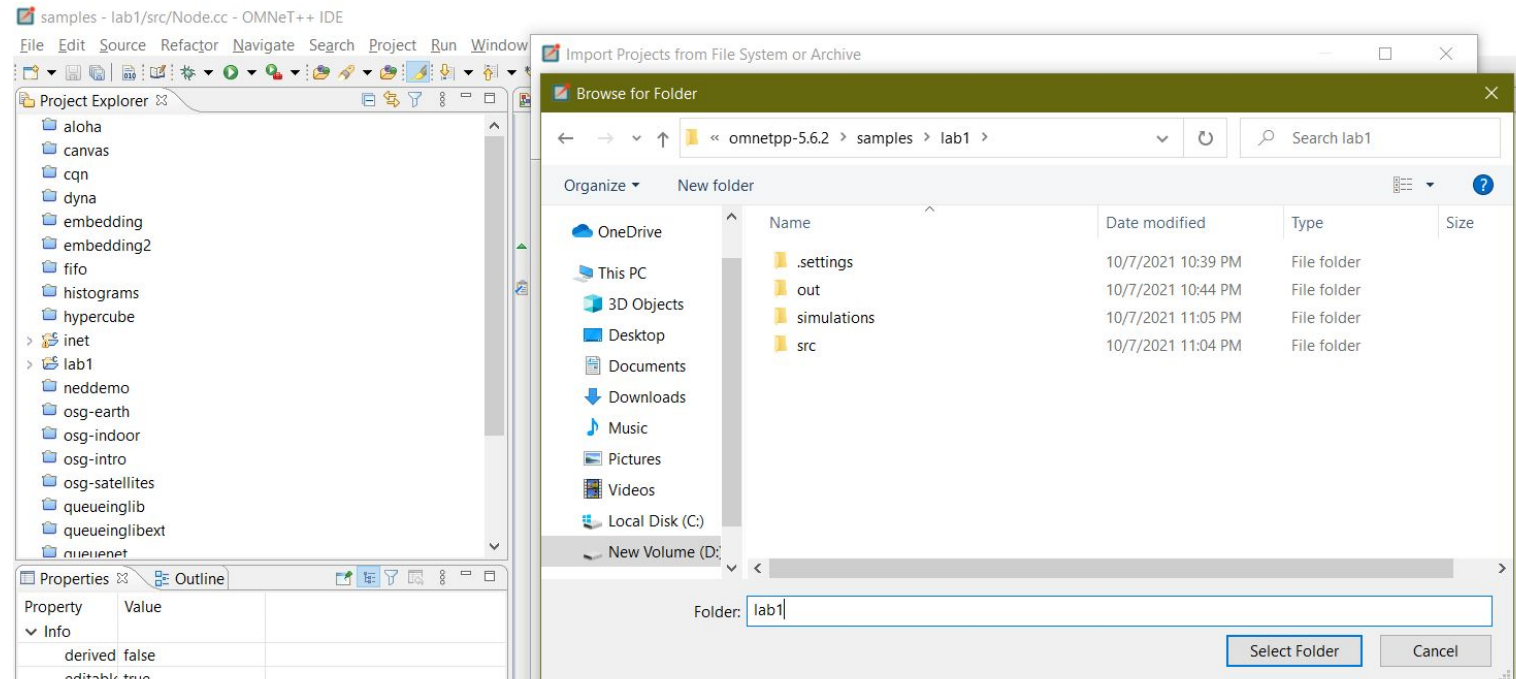 samples - lab1/src/Node.cc - OMNeT++ IDE
File Edit Source Refactor Navigate Search Project Run Window
Project Explorer
aloha
canvas
cqn
dyna
embedding
embedding2
fifo
histograms
hypercube
inet
lab1
neddemo
osg-earth
osg-indoor
osg-intro
osg-satellites
queueinglib
queueinglibext
queuenet
Properties Outline
Property Value
Info
derived false
editable true
Import Projects from File System or Archive
Browse for Folder
« omnetpp-5.6.2 > samples > lab1 >
Search lab1
Organize New folder
OneDrive
This PC
3D Objects
Desktop
Documents
Downloads
Music
Pictures
Videos
Local Disk (C:)
New Volume (D:)
Name Date modified Type Size
.settings 10/7/2021 10:39 PM File folder
out 10/7/2021 10:44 PM File folder
simulations 10/7/2021 11:05 PM File folder
src 10/7/2021 11:04 PM File folder
Folder: lab1
Select Folder Cancel